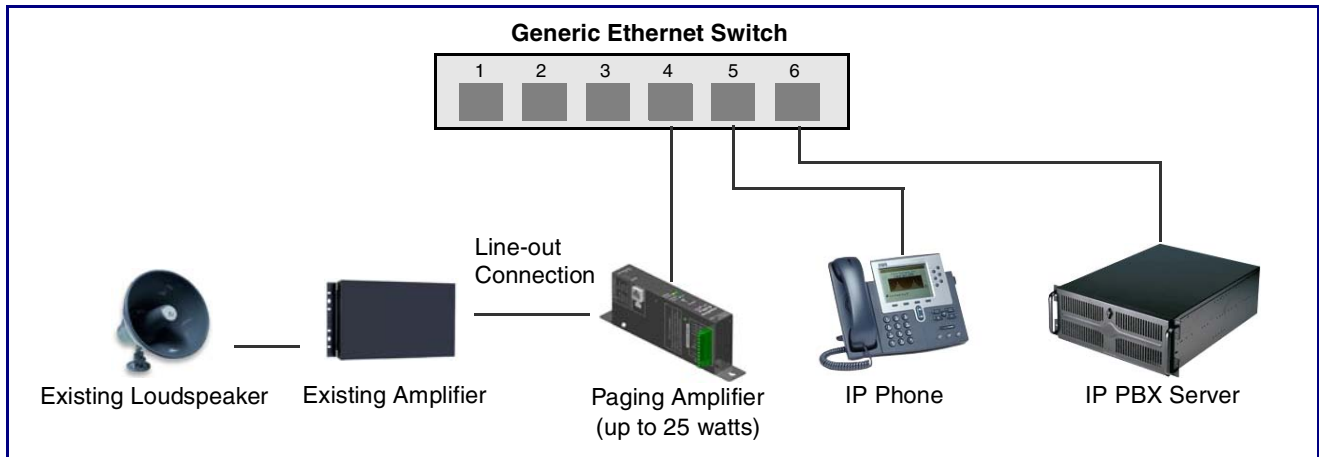 Generic Ethernet Switch
1 2 3 4 5 6
Line-out
Connection
Existing Loudspeaker
Existing Amplifier
Paging Amplifier
(up to 25 watts)
IP Phone
IP PBX Server